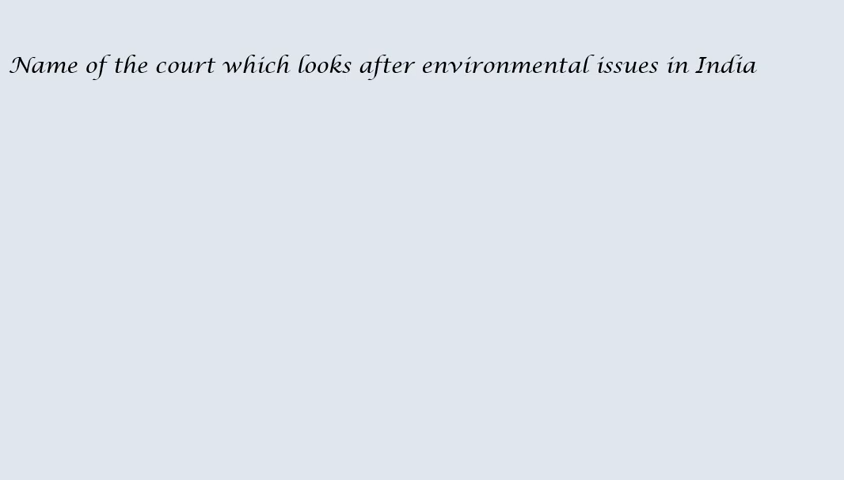 Name of the court which looks after environmental issues in India